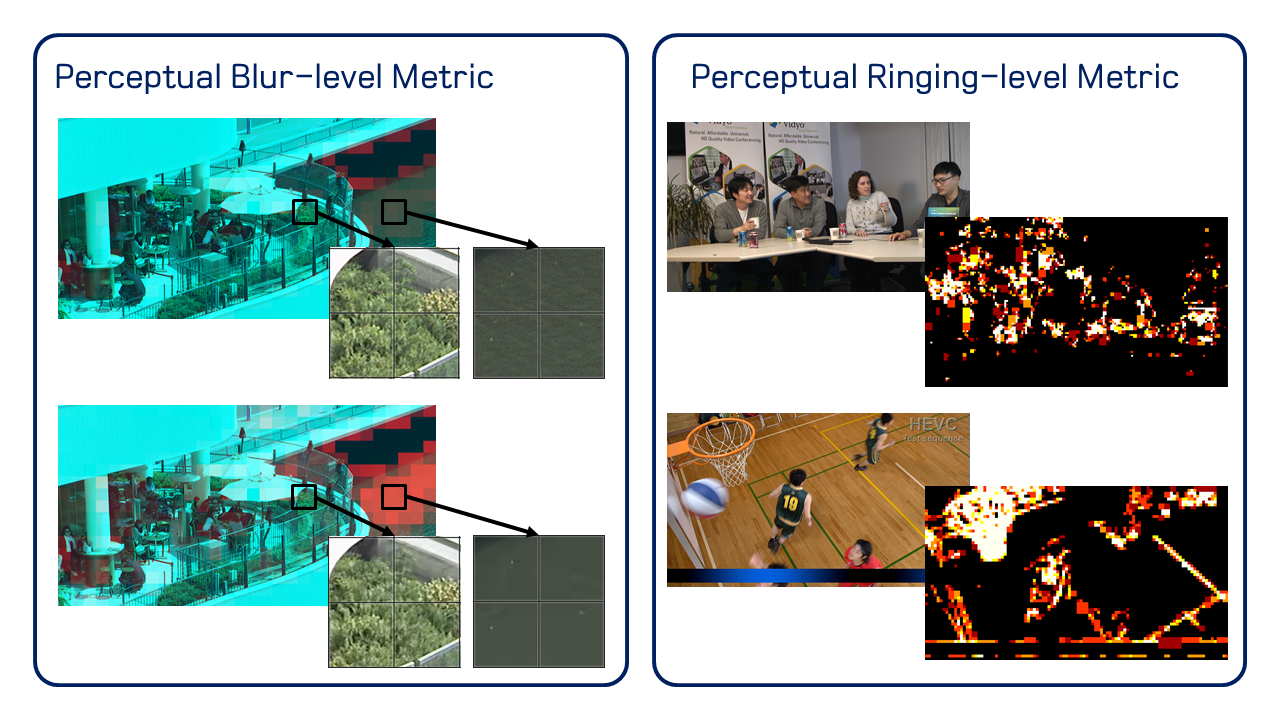 Perceptual Blur-level Metric
Perceptual Ringing-level Metric
Vidyo
Vidyo
Natural. Affordable. Universal.
HD Quality Video Conferencing
Natural. Affordable. Universal.
HD Quality Video Conferencing
HEVC
Test sequence
19